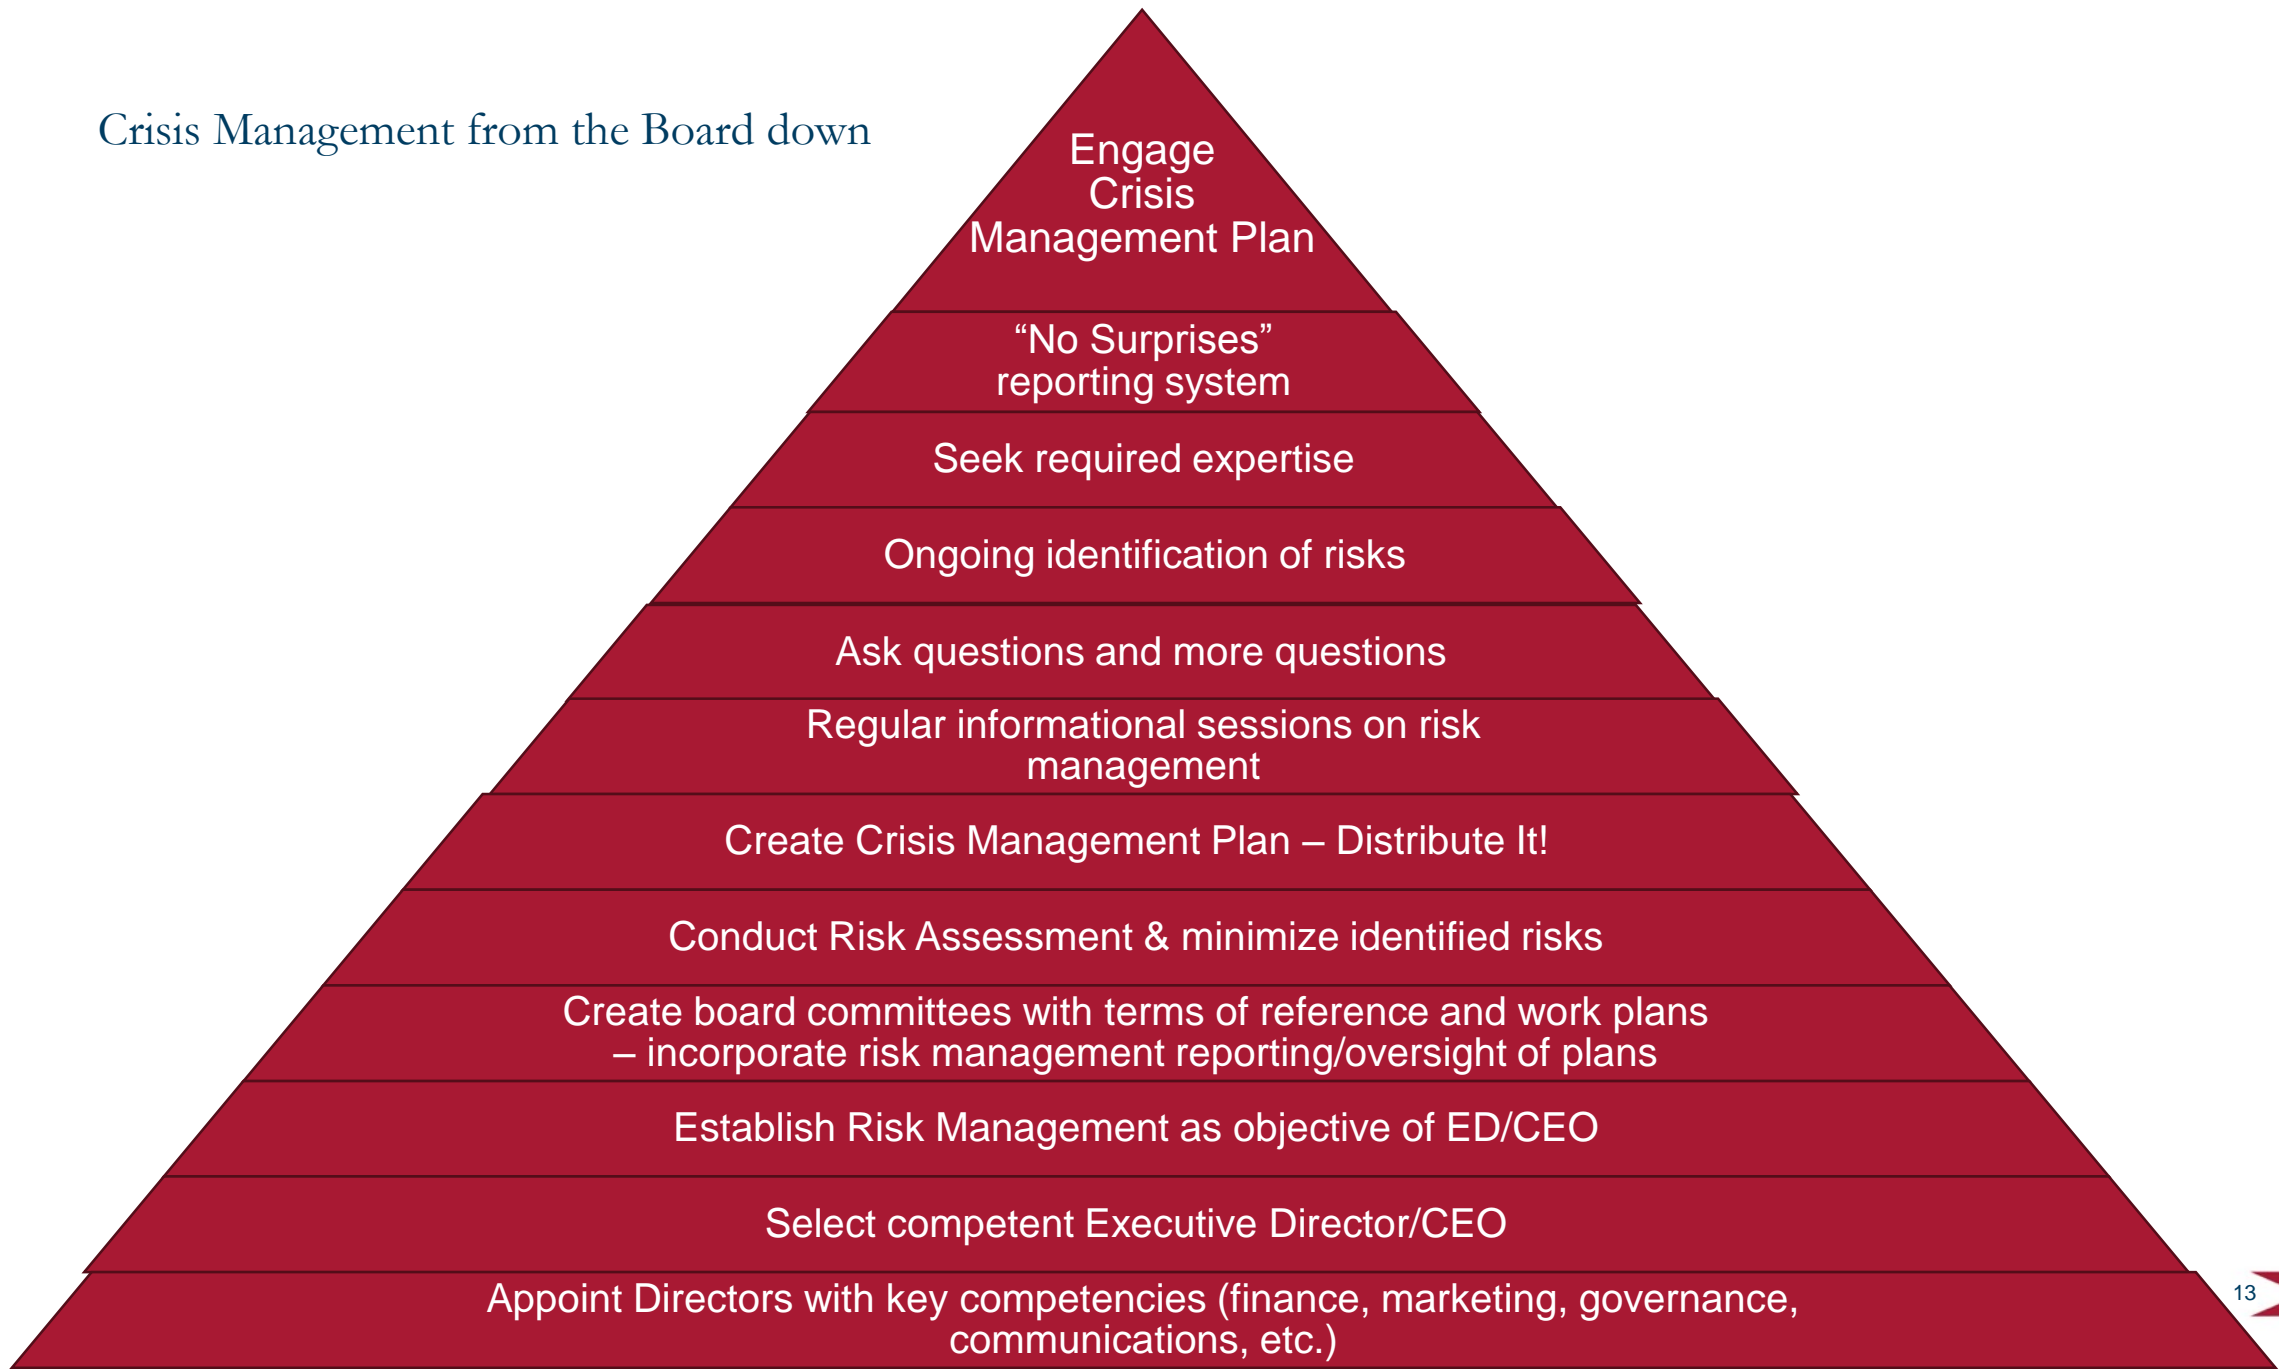 Crisis Management from the Board down
Engage
Crisis
Management Plan
“No Surprises”
reporting system
Seek required expertise
Ongoing identification of risks
Ask questions and more questions
Regular informational sessions on risk
management
Create Crisis Management Plan – Distribute It!
Conduct Risk Assessment & minimize identified risks
Create board committees with terms of reference and work plans
– incorporate risk management reporting/oversight of plans
Establish Risk Management as objective of ED/CEO
Select competent Executive Director/CEO
Appoint Directors with key competencies (finance, marketing, governance,
communications, etc.)
13